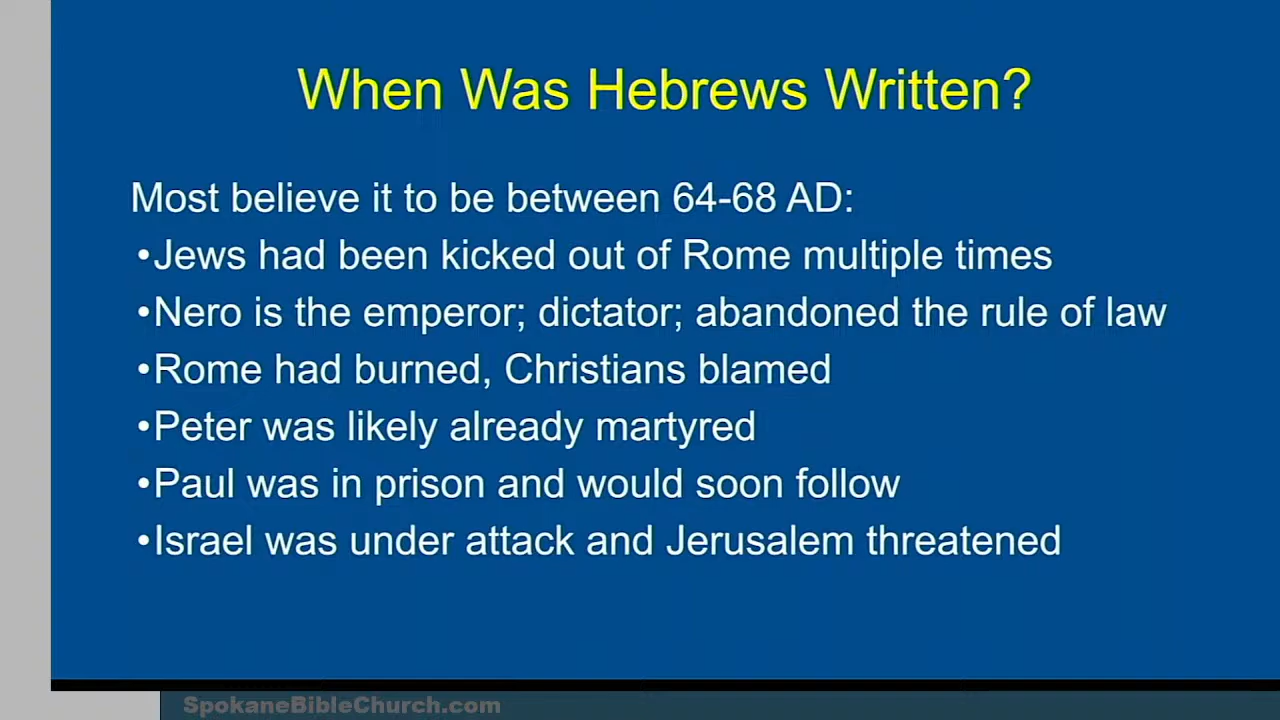 When Was Hebrews Written?
Most believe it to be between 64-68 AD:
•Jews had been kicked out of Rome multiple times
•Nero is the emperor; dictator; abandoned the rule of law
•Rome had burned, Christians blamed
•Peter was likely already martyred
•Paul was in prison and would soon follow
•Israel was under attack and Jerusalem threatened
SpokaneBibleChurch.com